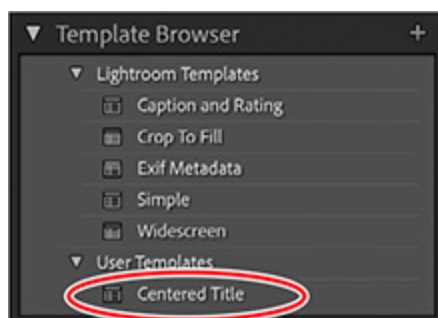 Template Browser
Lightroom Templates
Caption and Rating
Crop To Fill
Exif Metadata
Simple
Widescreen
User Templates
Centered Title